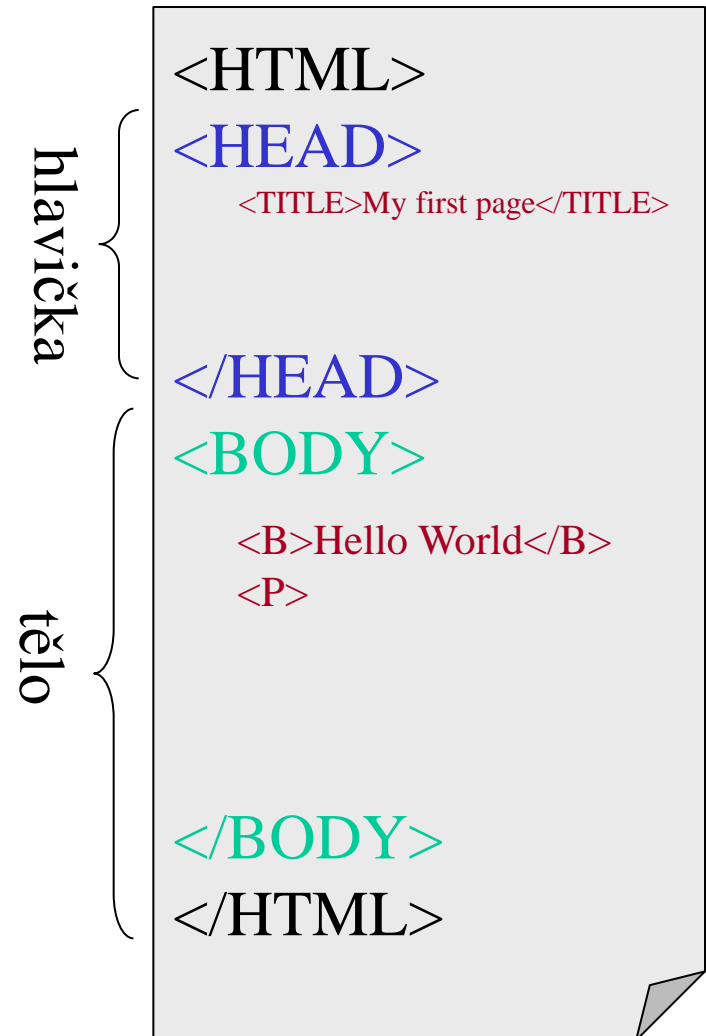 <HTML>
hlavička
<HEAD>
<TITLE>My first page</TITLE>
</HEAD>
tělo
<BODY>
<B>Hello World</B>
<P>
</BODY>
</HTML>